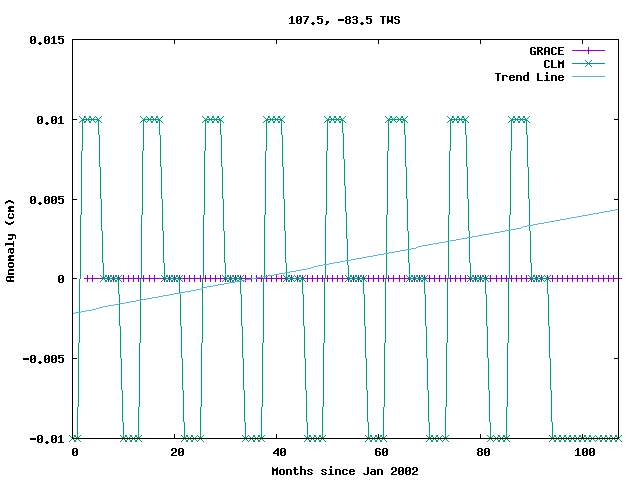 107.5, -83.5 TWS
0.015
GRACE
CLM
Trend Line
0.01
0.005
Anomaly (cm)
0
-0.005
-0.01
0 20 40 60 80 100
Months since Jan 2002